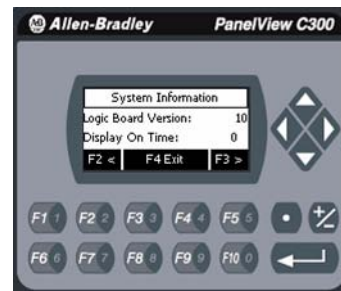 AB Allen-Bradley PanelView C300
System Information
Logic Board Version: 10
Display On Time: 0
F2 < F4 Exit F3 >
F1 1 F2 2 F3 3 F4 4 F5 5 • +/-
F6 6 F7 7 F8 8 F9 9 F10 0